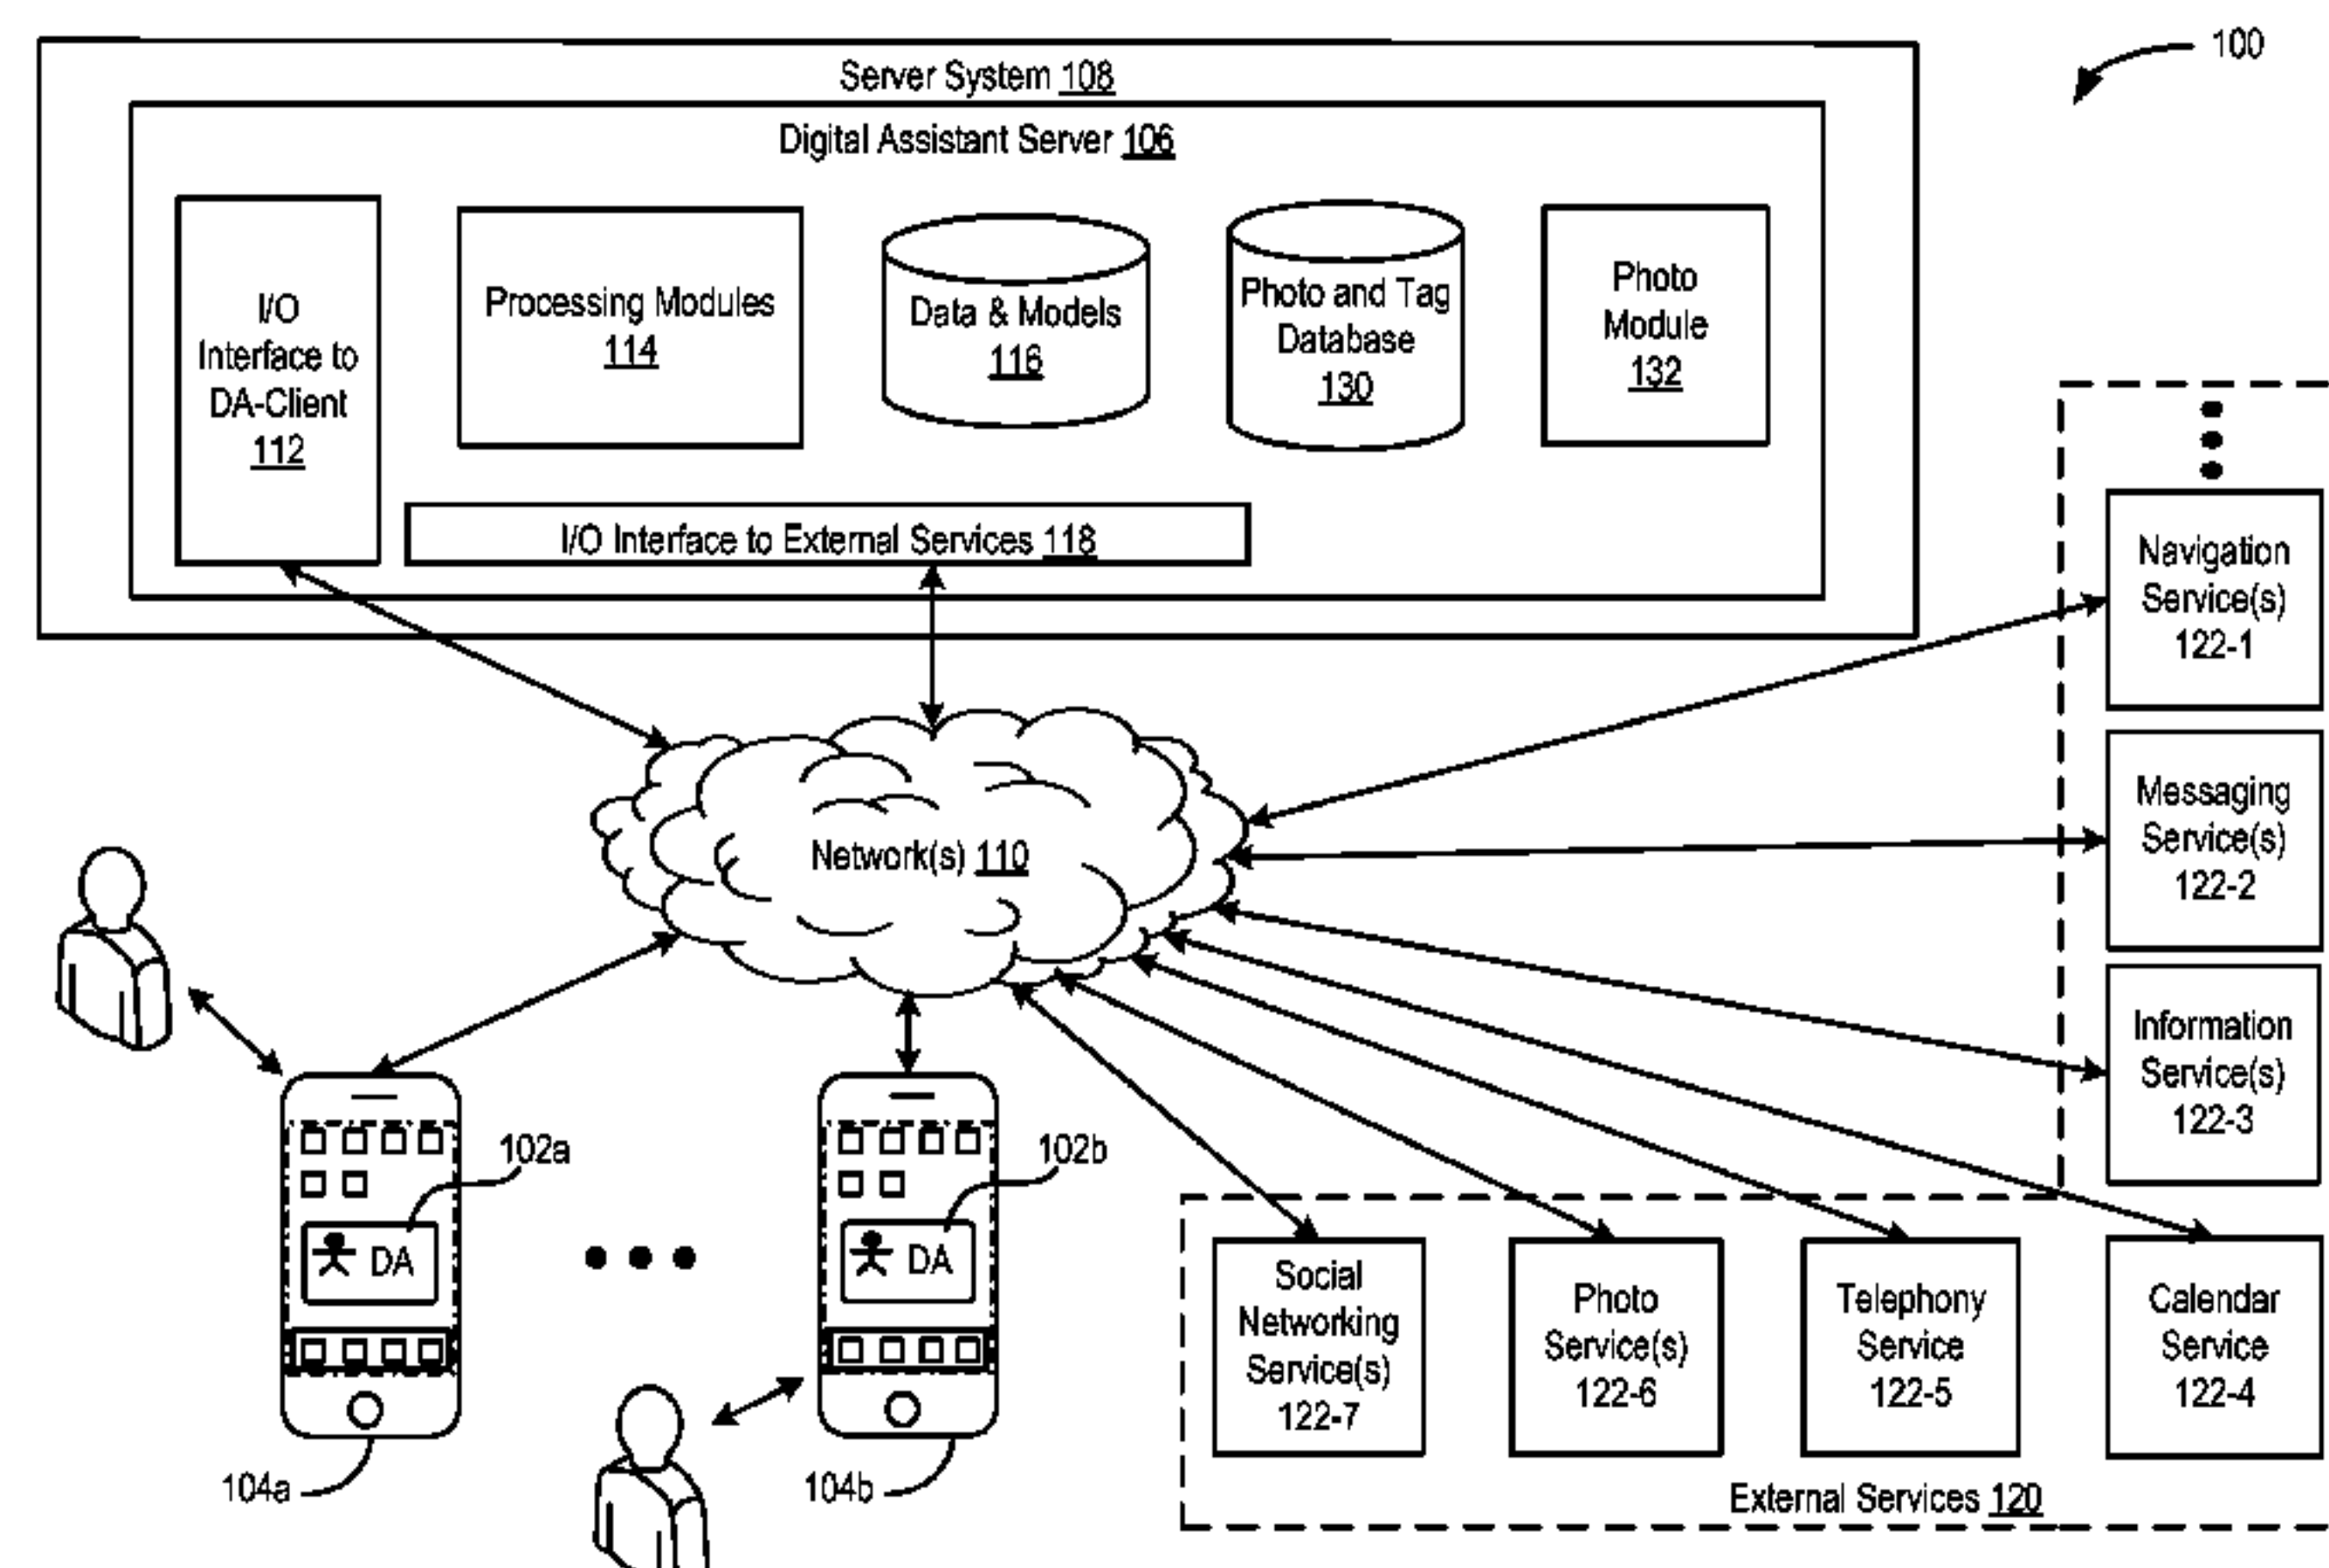 100
Server System 108
Digital Assistant Server 106
I/O
Interface to
DA-Client
112
Processing Modules
114
Data & Models
116
Photo and Tag
Database
130
Photo
Module
132
I/O Interface to External Services 118
Navigation
Service(s)
122-1
Messaging
Service(s)
122-2
Information
Service(s)
122-3
Network(s) 110
102a
DA
104a
102b
DA
104b
Social
Networking
Service(s)
122-7
Photo
Service(s)
122-6
Telephony
Service
122-5
Calendar
Service
122-4
External Services 120